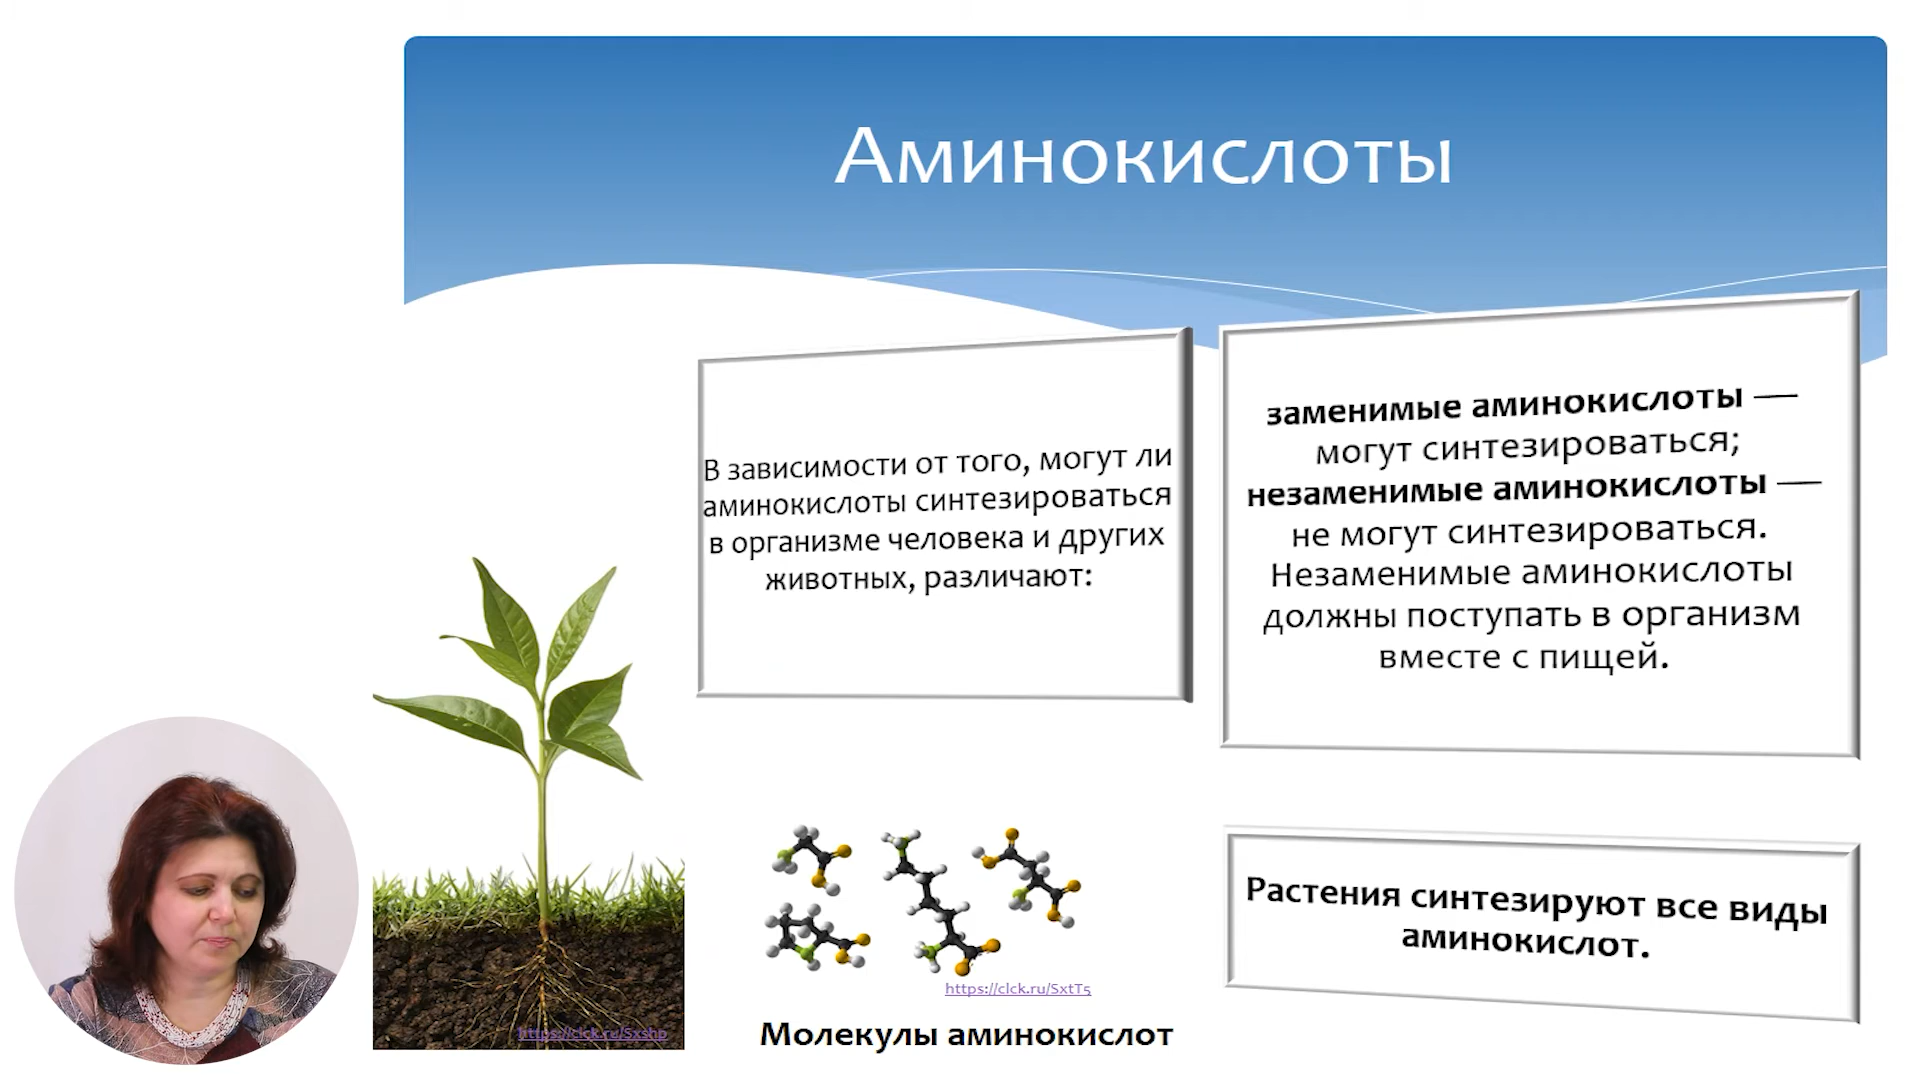 Аминокислоты
В зависимости от того, могут ли
аминокислоты синтезироваться
в организме человека и других
животных, различают:
заменимые аминокислоты —
могут синтезироваться;
незаменимые аминокислоты —
не могут синтезироваться.
Незаменимые аминокислоты
должны поступать в организм
вместе с пищей.
Растения синтезируют все виды
аминокислот.
https://clck.ru/SxtT5
Молекулы аминокислот